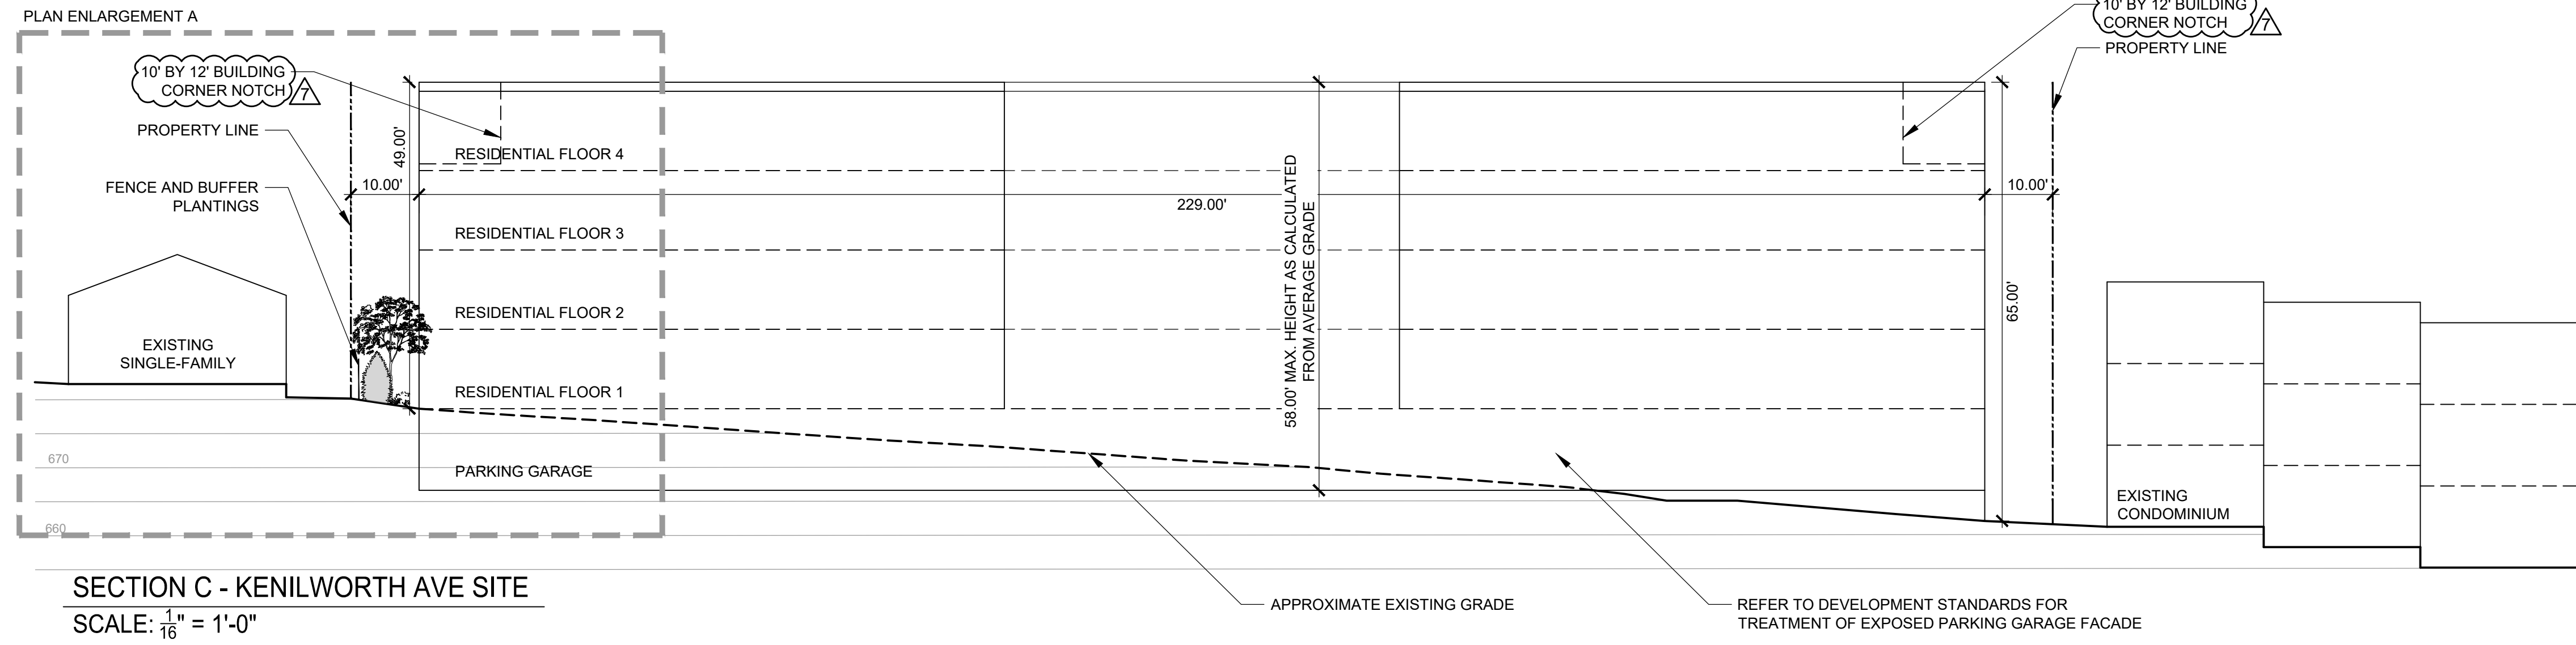 PLAN ENLARGEMENT A
10' BY 12' BUILDING
CORNER NOTCH
7
PROPERTY LINE
FENCE AND BUFFER
PLANTINGS
EXISTING
SINGLE-FAMILY
49.00'
10.00'
RESIDENTIAL FLOOR 4
RESIDENTIAL FLOOR 3
RESIDENTIAL FLOOR 2
RESIDENTIAL FLOOR 1
PARKING GARAGE
670
660
229.00'
58.00' MAX. HEIGHT AS CALCULATED
FROM AVERAGE GRADE
10' BY 12' BUILDING
CORNER NOTCH
7
PROPERTY LINE
10.00'
65.00'
EXISTING
CONDOMINIUM
APPROXIMATE EXISTING GRADE
REFER TO DEVELOPMENT STANDARDS FOR
TREATMENT OF EXPOSED PARKING GARAGE FACADE
SECTION C - KENILWORTH AVE SITE
SCALE: 1/16" = 1'-0"